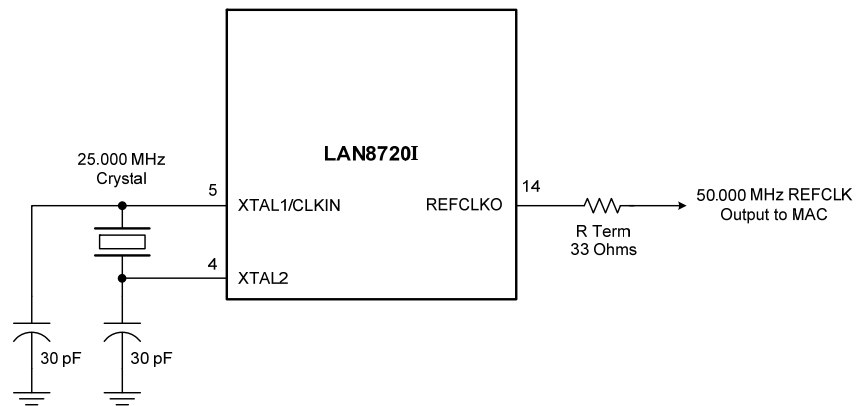 LAN8720I
25.000 MHz
Crystal
5
XTAL1/CLKIN
4
XTAL2
REFCLKO
14
R Term
33 Ohms
50.000 MHz REFCLK
Output to MAC
30 pF
30 pF